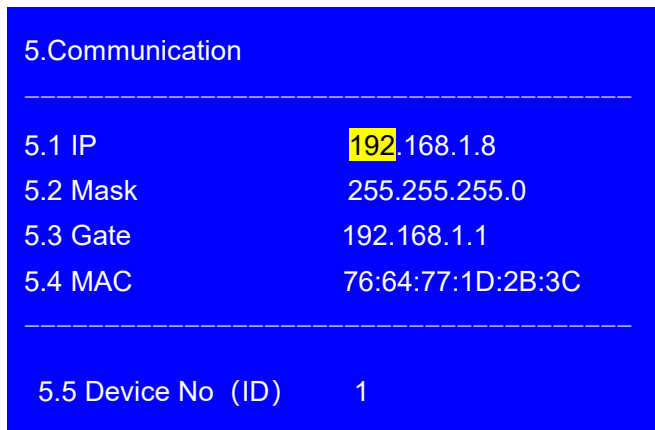 5.Communication
5.1 IP 192.168.1.8
5.2 Mask 255.255.255.0
5.3 Gate 192.168.1.1
5.4 MAC 76:64:77:1D:2B:3C
5.5 Device No（ID） 1